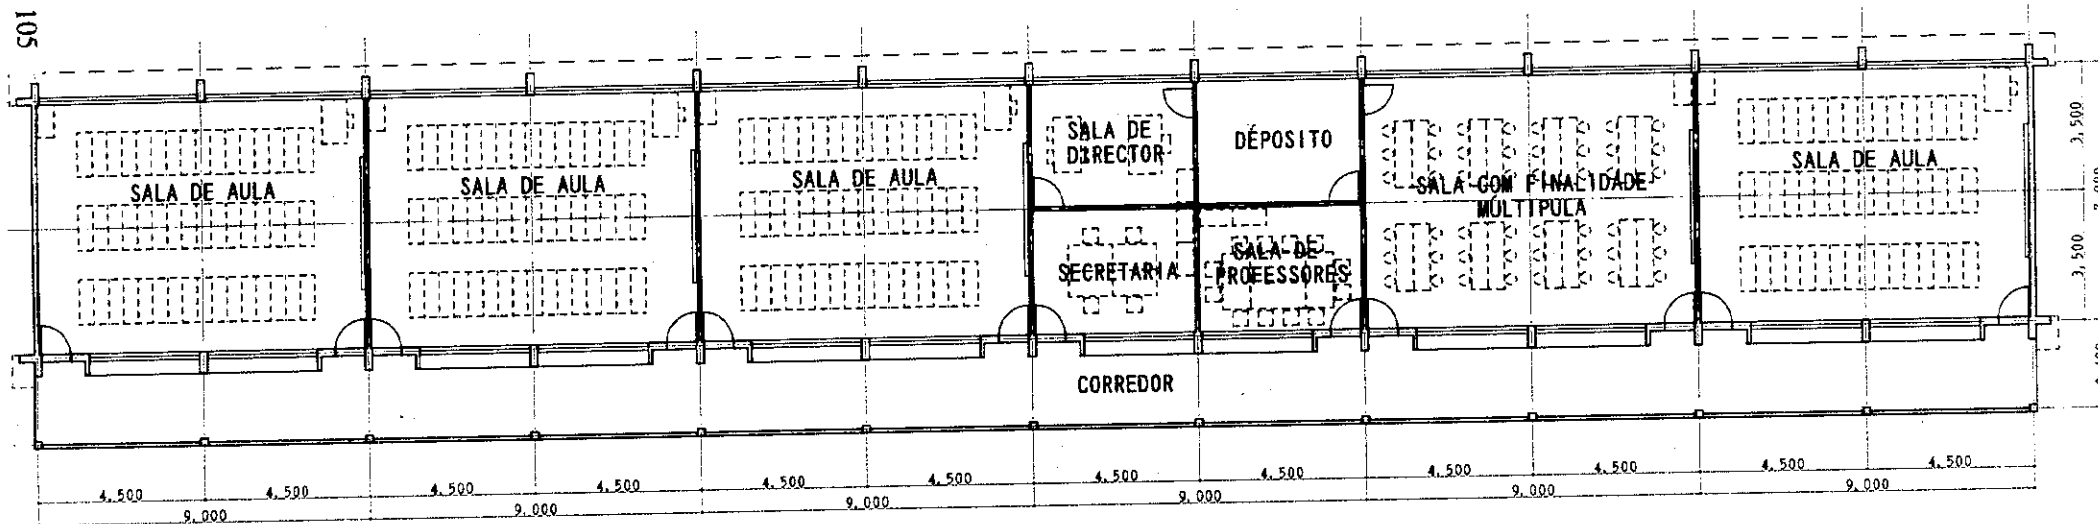 105
SALA DE AULA
SALA DE AULA
SALA DE AULA
SALA DE
DIRECTOR
DÉPOSITO
SALA COM FINALIDADE
MÚLTIPULA
SALA DE AULA
SECRETARIA
SALA DE
PROFESSORES
CORREDOR
3,500
3,500
4,500
4,500
4,500
4,500
4,500
4,500
4,500
4,500
4,500
4,500
4,500
4,500
9,000
9,000
9,000
9,000
9,000
9,000